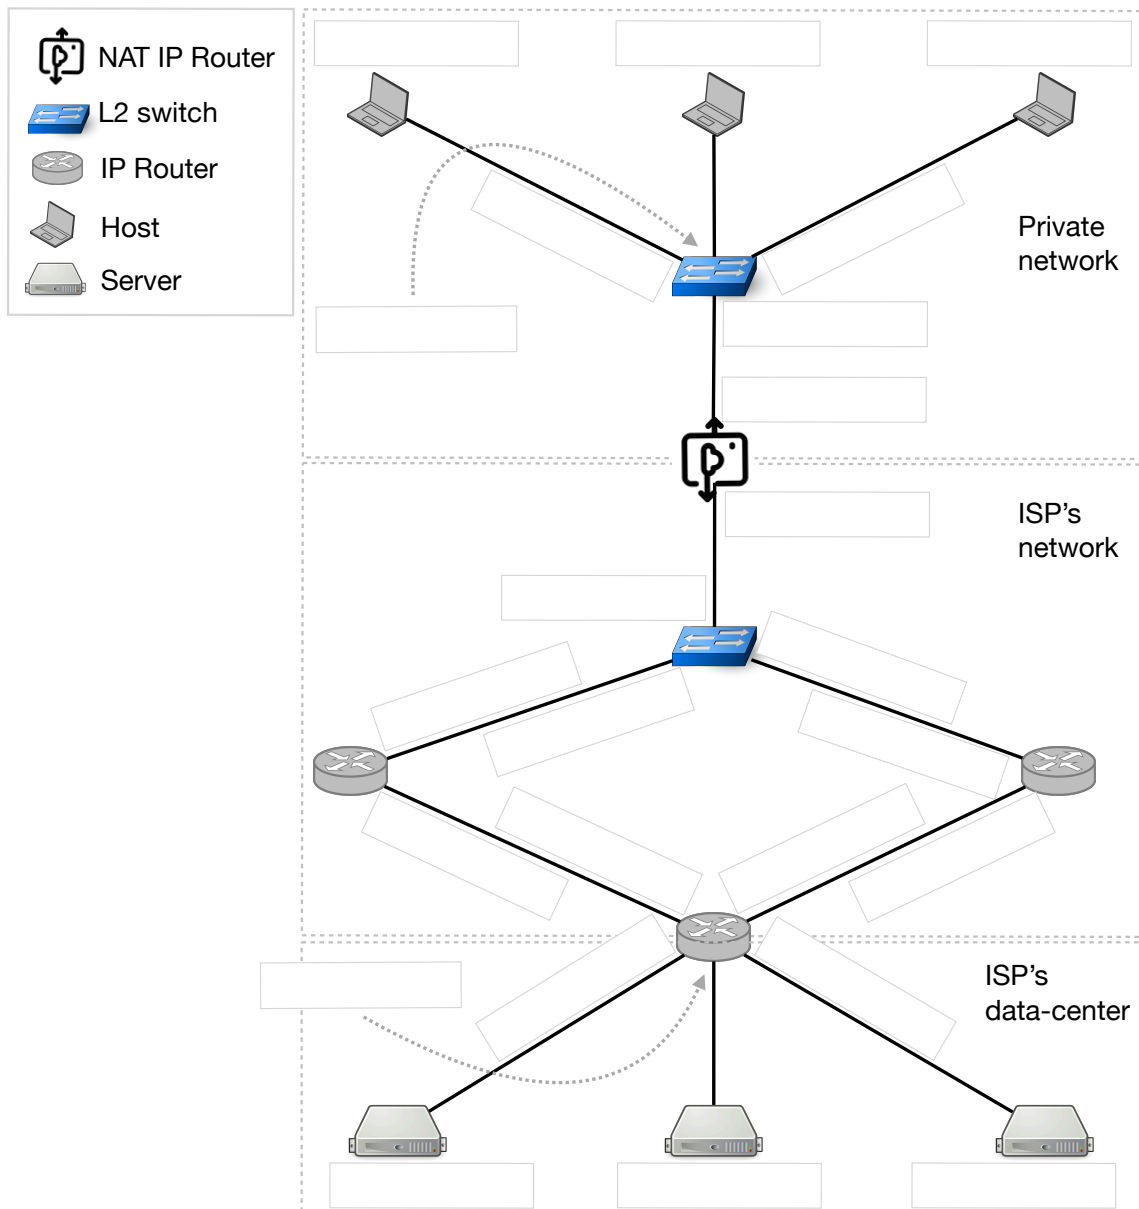 NAT IP Router
L2 switch
IP Router
Host
Server
Private
network
ISP’s
network
ISP’s
data-center